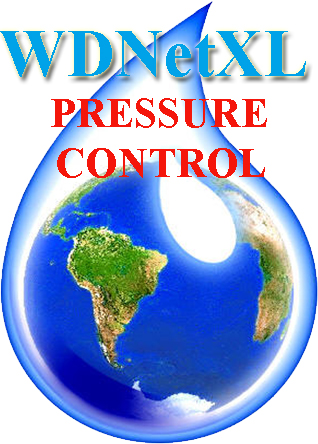 WDNetXL
PRESSURE
CONTROL